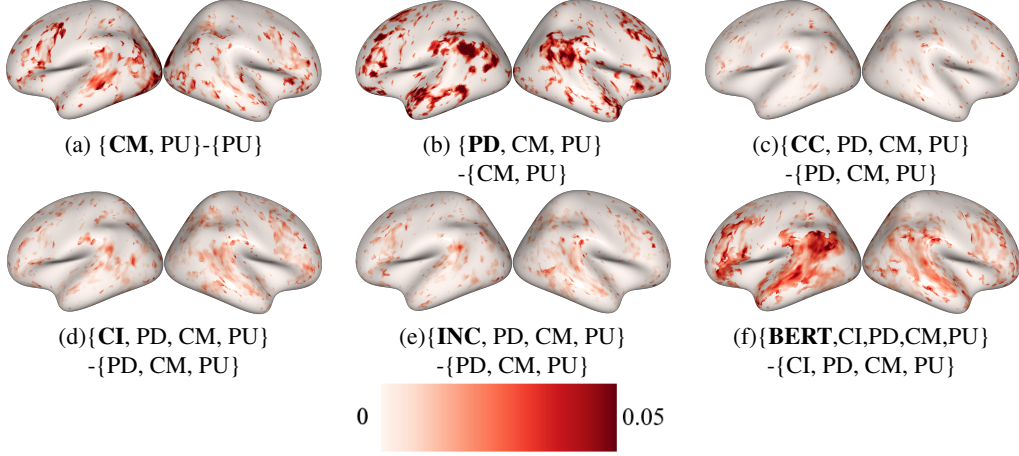 (a) {CM, PU}-{PU}
(b) {PD, CM, PU}
-{CM, PU}
(c){CC, PD, CM, PU}
-{PD, CM, PU}
(d){CI, PD, CM, PU}
-{PD, CM, PU}
(e){INC, PD, CM, PU}
-{PD, CM, PU}
(f){BERT,CI,PD,CM,PU}
-{CI, PD, CM, PU}
0
0.05